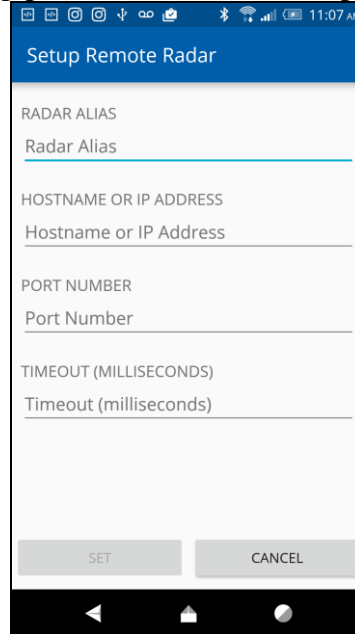 11:07 AM
Setup Remote Radar
RADAR ALIAS
Radar Alias
HOSTNAME OR IP ADDRESS
Hostname or IP Address
PORT NUMBER
Port Number
TIMEOUT (MILLISECONDS)
Timeout (milliseconds)
SET
CANCEL